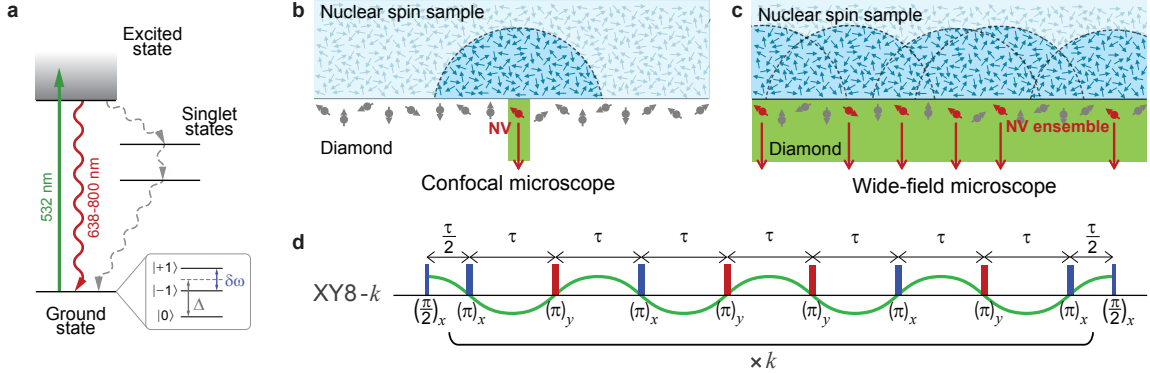 a
Excited
state
Singlet
states
532 nm
638-800 nm
|+1⟩
|−1⟩
|0⟩
δω
Δ
Ground
state
b
Nuclear spin sample
NV
Diamond
Confocal microscope
c
Nuclear spin sample
NV ensemble
Diamond
Wide-field microscope
d
τ/2 τ τ τ τ τ τ τ τ/2
XY8-k
(π/2)x (π)x (π)y (π)x (π)y (π)y (π)x (π)y (π)x (π/2)x
×k